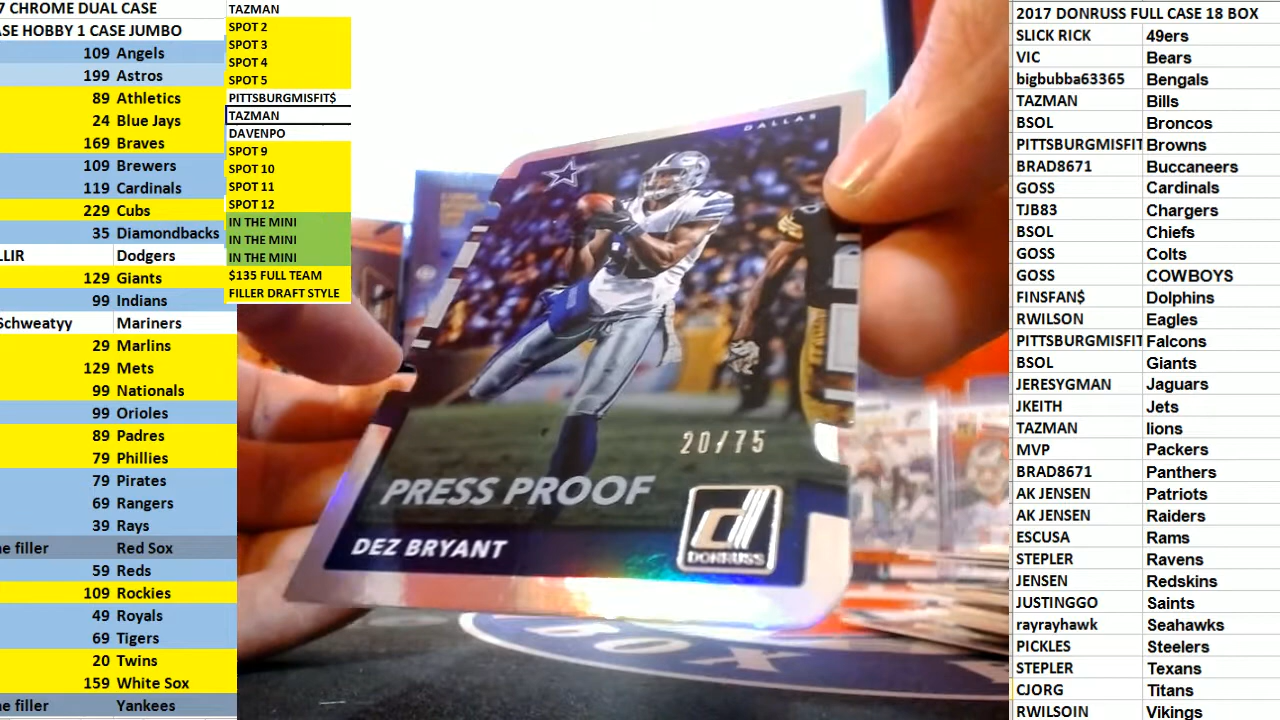 7 CHROME DUAL CASE
ASE HOBBY 1 CASE JUMBO
109 Angels
199 Astros
89 Athletics
24 Blue Jays
169 Braves
109 Brewers
119 Cardinals
229 Cubs
35 Diamondbacks
LLIR Dodgers
129 Giants
99 Indians
Schweatyy Mariners
29 Marlins
129 Mets
99 Nationals
99 Orioles
89 Padres
79 Phillies
79 Pirates
69 Rangers
39 Rays
ne filler Red Sox
59 Reds
109 Rockies
49 Royals
69 Tigers
20 Twins
159 White Sox
ne filler Yankees
TAZMAN
SPOT 2
SPOT 3
SPOT 4
SPOT 5
PITTSBURGMISFIT$
TAZMAN
DAVENPO
SPOT 9
SPOT 10
SPOT 11
SPOT 12
IN THE MINI
IN THE MINI
IN THE MINI
$135 FULL TEAM
FILLER DRAFT STYLE
DALLAS
20/75
PRESS PROOF
DEZ BRYANT
DONRUSS
BOX
2017 DONRUSS FULL CASE 18 BOX
SLICK RICK 49ers
VIC Bears
bigbubba63365 Bengals
TAZMAN Bills
BSOL Broncos
PITTSBURGMISFIT Browns
BRAD8671 Buccaneers
GOSS Cardinals
TJB83 Chargers
BSOL Chiefs
GOSS Colts
GOSS COWBOYS
FINSFAN$ Dolphins
RWILSON Eagles
PITTSBURGMISFIT Falcons
BSOL Giants
JERESYGMAN Jaguars
JKEITH Jets
TAZMAN lions
MVP Packers
BRAD8671 Panthers
AK JENSEN Patriots
AK JENSEN Raiders
ESCUSA Rams
STEPLER Ravens
JENSEN Redskins
JUSTINGGO Saints
rayrayhawk Seahawks
PICKLES Steelers
STEPLER Texans
CJORG Titans
RWILSOIN Vikings